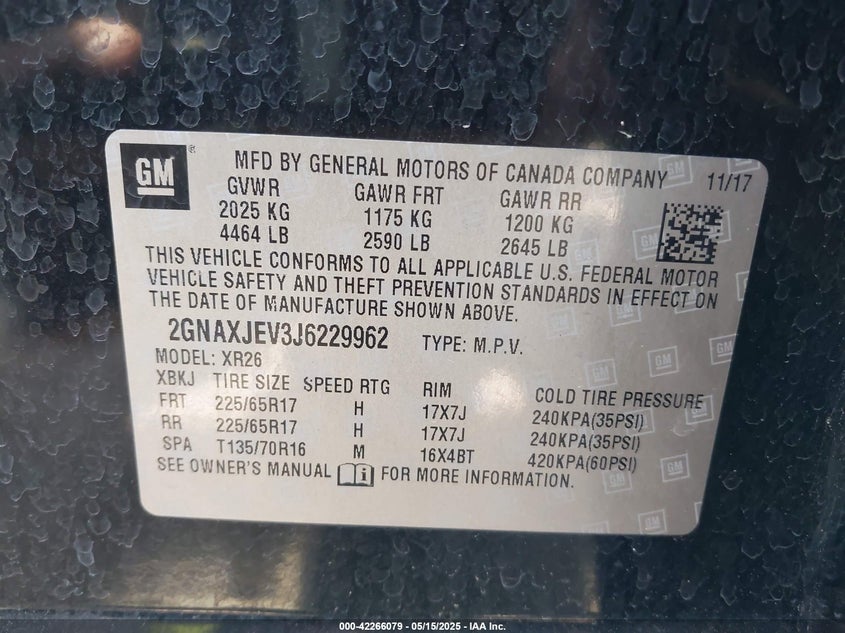 GM ® MFD BY GENERAL MOTORS OF CANADA COMPANY 11/17
GVWR GAWR FRT GAWR RR
2025 KG 1175 KG 1200 KG
4464 LB 2590 LB 2645 LB
THIS VEHICLE CONFORMS TO ALL APPLICABLE U.S. FEDERAL MOTOR
VEHICLE SAFETY AND THEFT PREVENTION STANDARDS IN EFFECT ON
THE DATE OF MANUFACTURE SHOWN ABOVE.
2GNAXJEV3J6229962 TYPE: M.P.V.
MODEL: XR26
XBKJ TIRE SIZE SPEED RTG RIM COLD TIRE PRESSURE
FRT 225/65R17 H 17X7J 240KPA(35PSI)
RR 225/65R17 H 17X7J 240KPA(35PSI)
SPA T135/70R16 M 16X4BT 420KPA(60PSI)
SEE OWNER'S MANUAL FOR MORE INFORMATION.
000-42266079 — 05/15/2025 — IAA Inc.